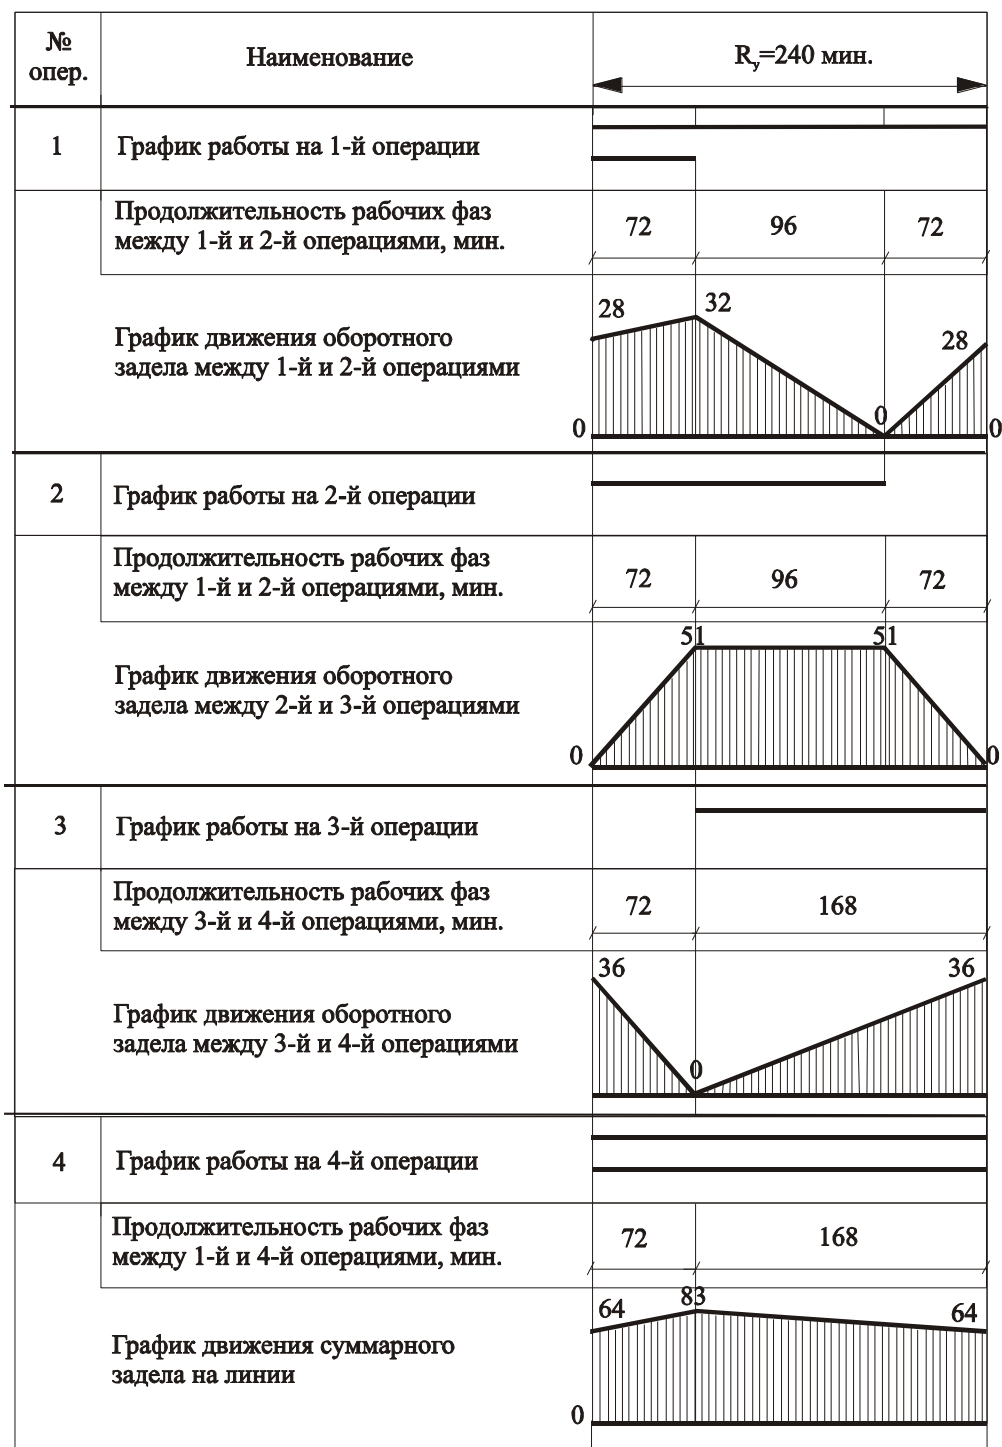 №
опер.
Наименование
Rу=240 мин.
1
График работы на 1-й операции
Продолжительность рабочих фаз
между 1-й и 2-й операциями, мин.
72
96
72
График движения оборотного
задела между 1-й и 2-й операциями
28
32
28
0
0
0
2
График работы на 2-й операции
Продолжительность рабочих фаз
между 1-й и 2-й операциями, мин.
72
96
72
График движения оборотного
задела между 2-й и 3-й операциями
51
51
0
0
3
График работы на 3-й операции
Продолжительность рабочих фаз
между 3-й и 4-й операциями, мин.
72
168
График движения оборотного
задела между 3-й и 4-й операциями
36
36
0
4
График работы на 4-й операции
Продолжительность рабочих фаз
между 1-й и 4-й операциями, мин.
72
168
График движения суммарного
задела на линии
64
83
64
0